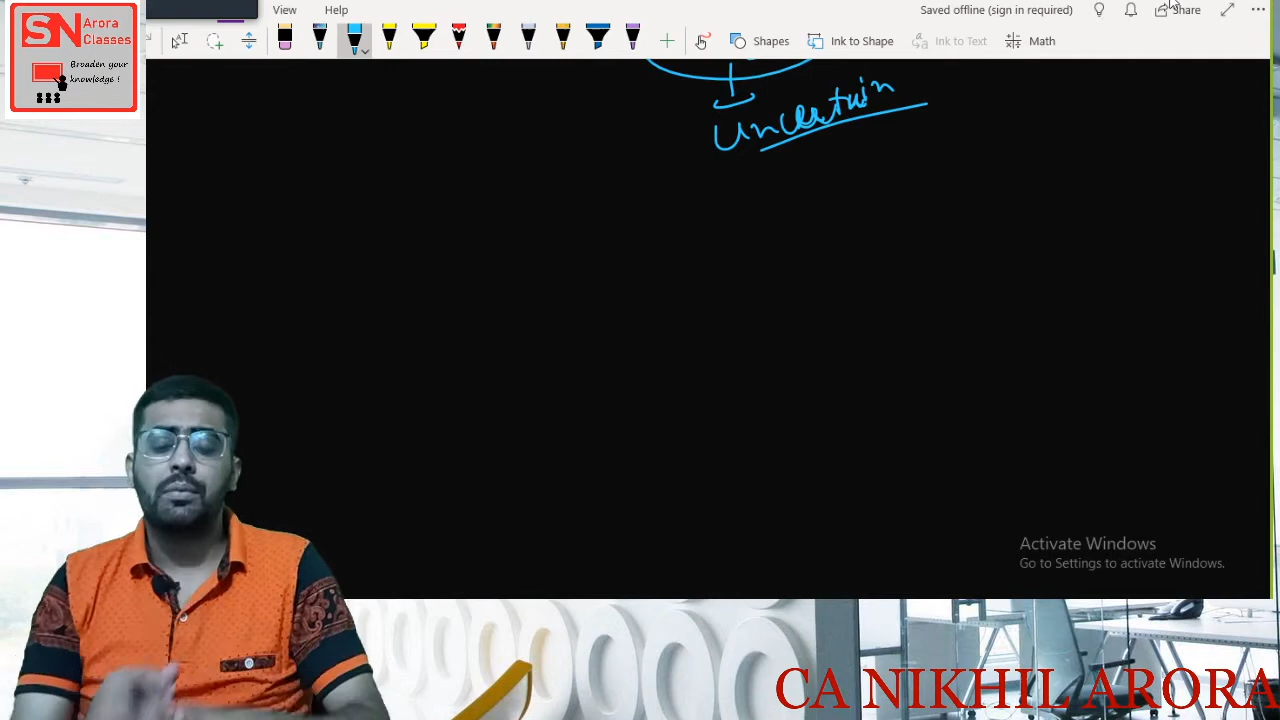 SN Arora Classes
Broaden your knowledge !
View Help Saved offline (sign in required) Share
Shapes Ink to Shape Ink to Text Math
Uncertain
Activate Windows
Go to Settings to activate Windows.
CA NIKHIL ARORA